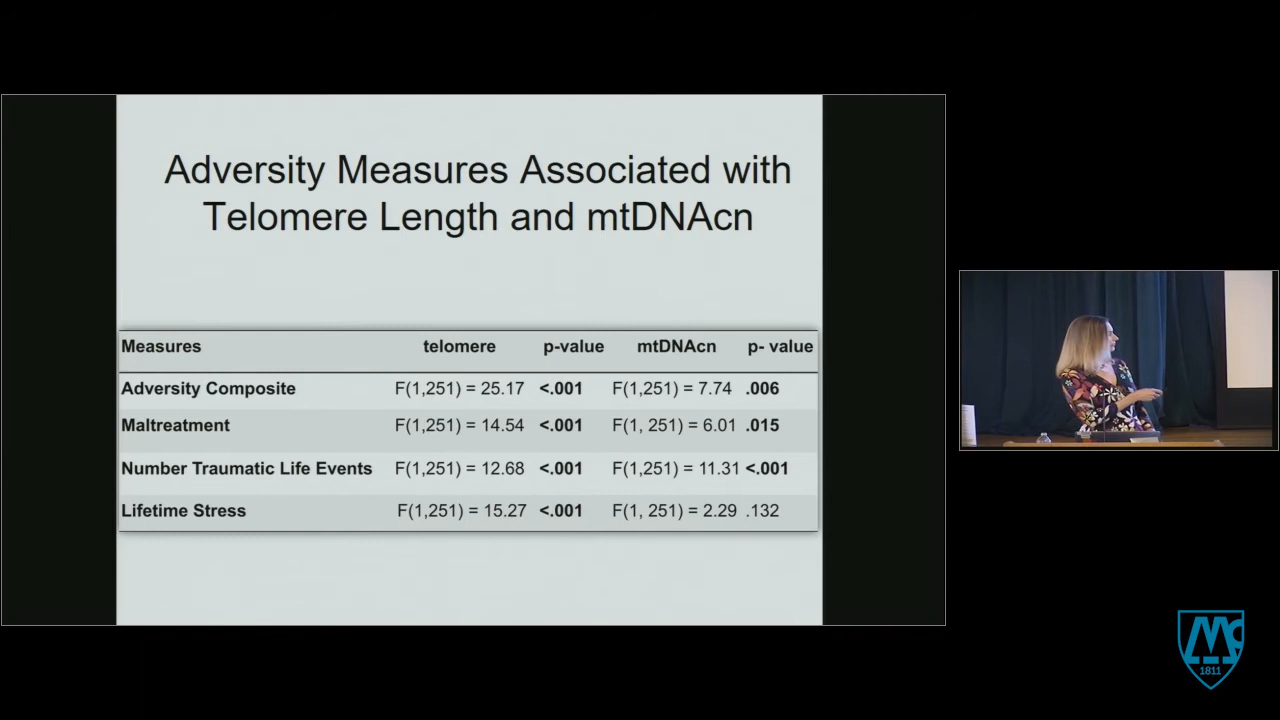 Adversity Measures Associated with
Telomere Length and mtDNAcn
Measures telomere p-value mtDNAcn p- value
Adversity Composite F(1,251) = 25.17 <.001 F(1,251) = 7.74 .006
Maltreatment F(1,251) = 14.54 <.001 F(1, 251) = 6.01 .015
Number Traumatic Life Events F(1,251) = 12.68 <.001 F(1,251) = 11.31 <.001
Lifetime Stress F(1,251) = 15.27 <.001 F(1, 251) = 2.29 .132
Mc
1811